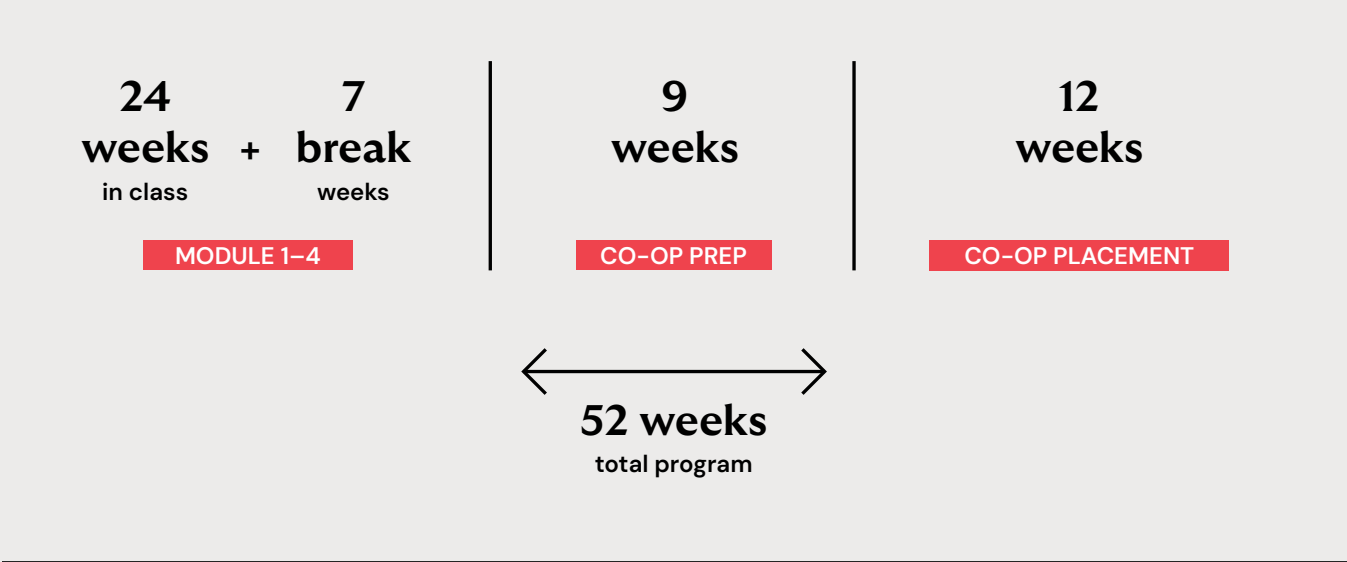 24
weeks
in class
+
7
break
weeks
MODULE 1–4
9
weeks
CO-OP PREP
12
weeks
CO-OP PLACEMENT
52 weeks
total program